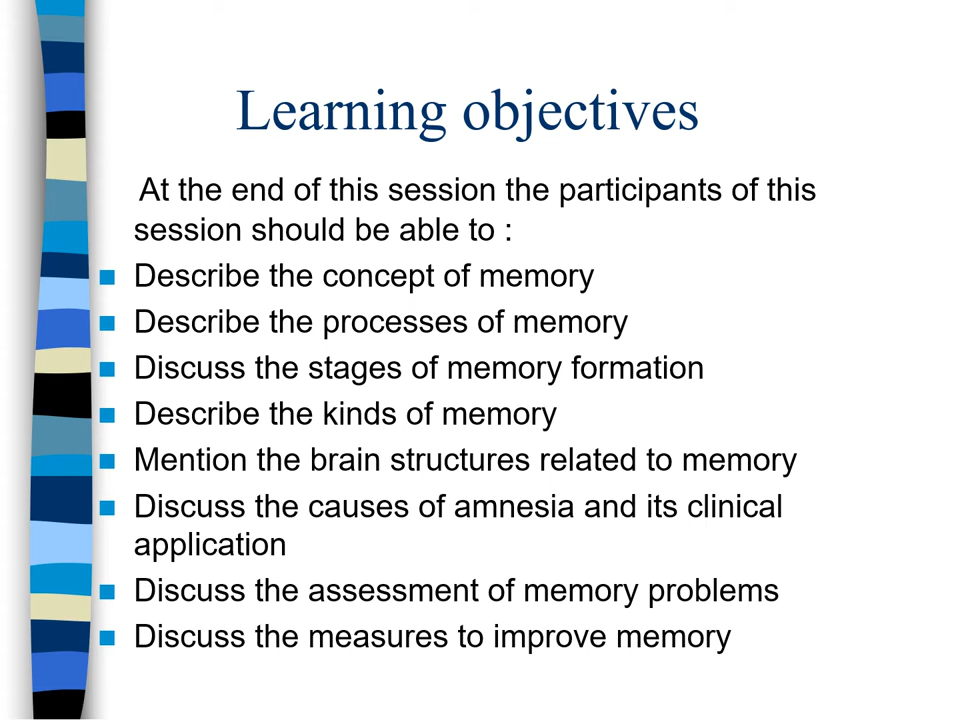 Learning objectives
At the end of this session the participants of this
session should be able to :
Describe the concept of memory
Describe the processes of memory
Discuss the stages of memory formation
Describe the kinds of memory
Mention the brain structures related to memory
Discuss the causes of amnesia and its clinical
application
Discuss the assessment of memory problems
Discuss the measures to improve memory